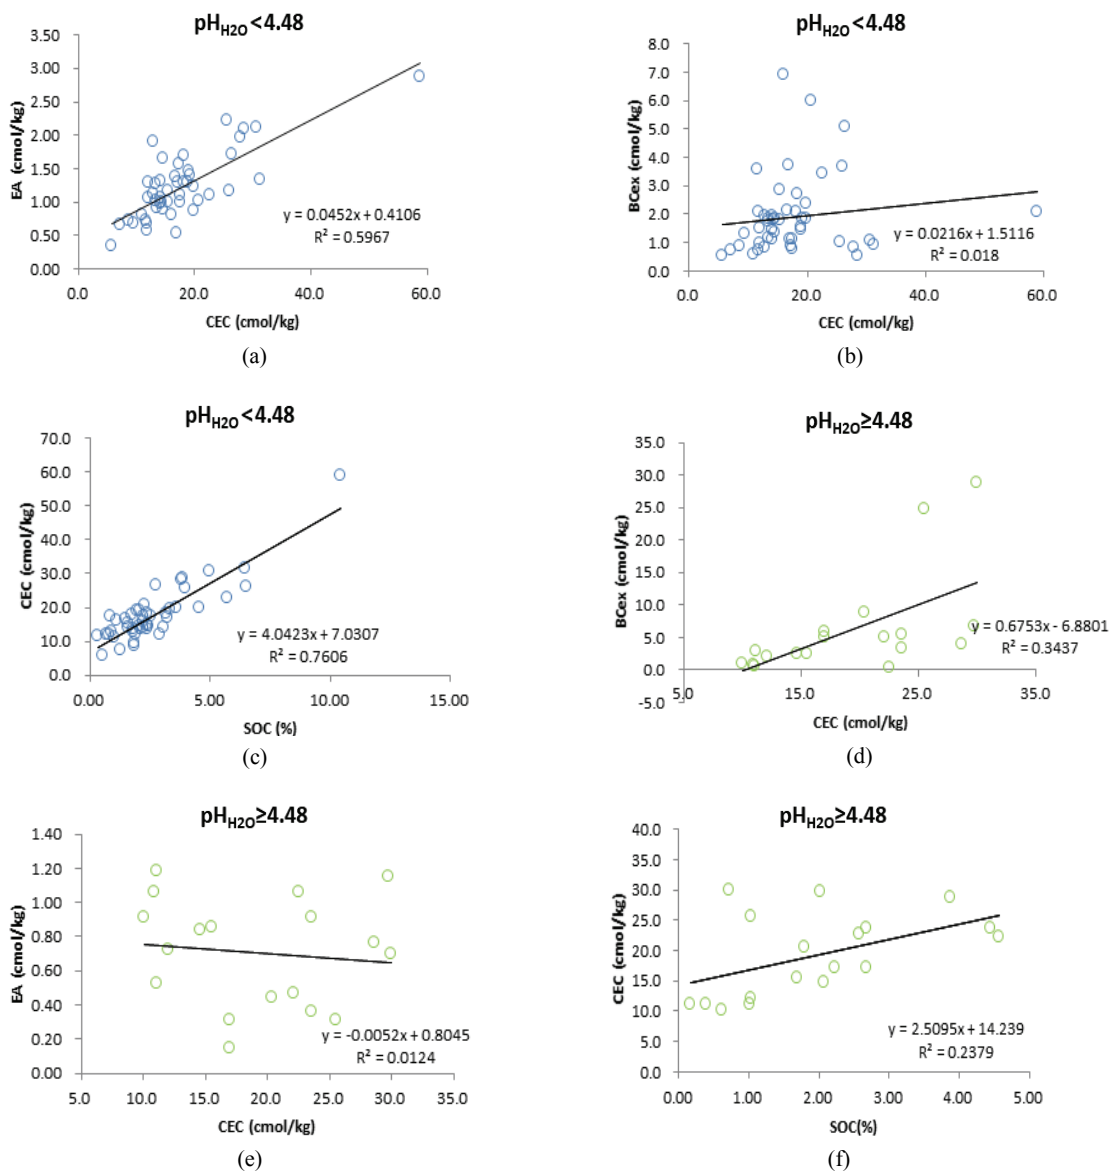 pH_H2O<4.48
3.50
3.00
2.50
2.00
1.50
1.00
0.50
0.00
EA (cmol/kg)
y = 0.0452x + 0.4106
R² = 0.5967
0.0 20.0 40.0 60.0
CEC (cmol/kg)
(a)
pH_H2O<4.48
8.0
7.0
6.0
5.0
4.0
3.0
2.0
1.0
0.0
BCex (cmol/kg)
y = 0.0216x + 1.5116
R² = 0.018
0.0 20.0 40.0 60.0
CEC (cmol/kg)
(b)
pH_H2O<4.48
70.0
60.0
50.0
40.0
30.0
20.0
10.0
0.0
CEC (cmol/kg)
y = 4.0423x + 7.0307
R² = 0.7606
0.00 5.00 10.00 15.00
SOC (%)
(c)
pH_H2O≥4.48
35.0
30.0
25.0
20.0
15.0
10.0
5.0
0.0
-5.0
BCex (cmol/kg)
y = 0.6753x - 6.8801
R² = 0.3437
5.0 15.0 25.0 35.0
CEC (cmol/kg)
(d)
pH_H2O≥4.48
1.40
1.20
1.00
0.80
0.60
0.40
0.20
0.00
EA (cmol/kg)
y = -0.0052x + 0.8045
R² = 0.0124
5.0 10.0 15.0 20.0 25.0 30.0 35.0
CEC (cmol/kg)
(e)
pH_H2O≥4.48
40.0
35.0
30.0
25.0
20.0
15.0
10.0
5.0
0.0
CEC (cmol/kg)
y = 2.5095x + 14.239
R² = 0.2379
0.00 1.00 2.00 3.00 4.00 5.00
SOC(%)
(f)